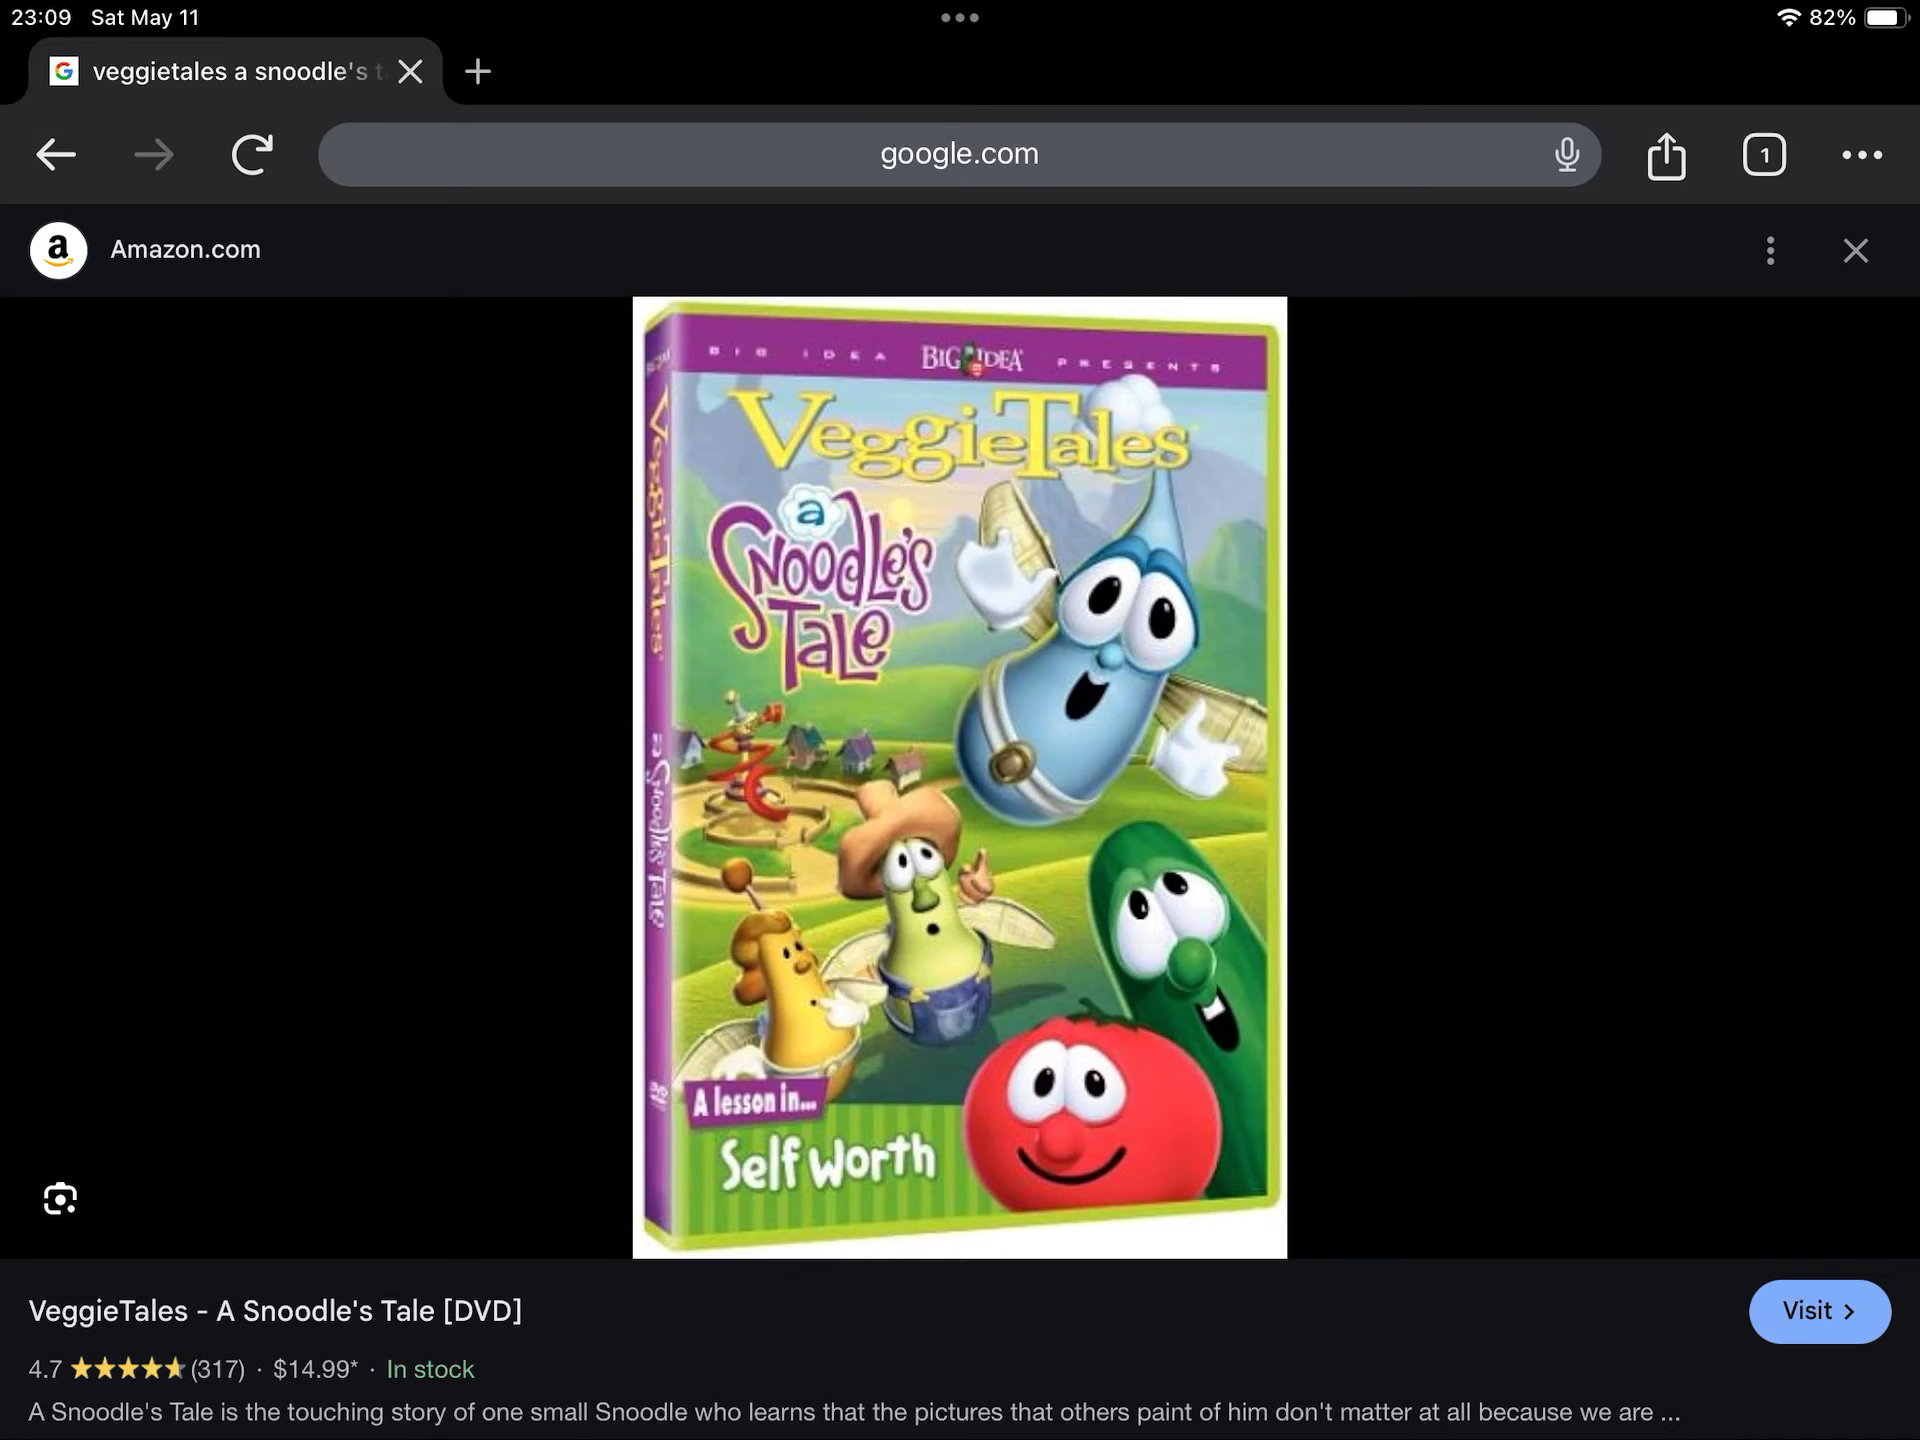 23:09 Sat May 11
82%
veggietales a snoodle's t
google.com
1
a
Amazon.com
BIG IDEA BIG IDEA PRESENTS
VeggieTales
a
Snoodle's
Tale
VeggieTales
a Snoodle's Tale
DVD
A lesson in...
Self Worth
VeggieTales - A Snoodle's Tale [DVD]
Visit >
4.7 (317) · $14.99* · In stock
A Snoodle's Tale is the touching story of one small Snoodle who learns that the pictures that others paint of him don't matter at all because we are ...